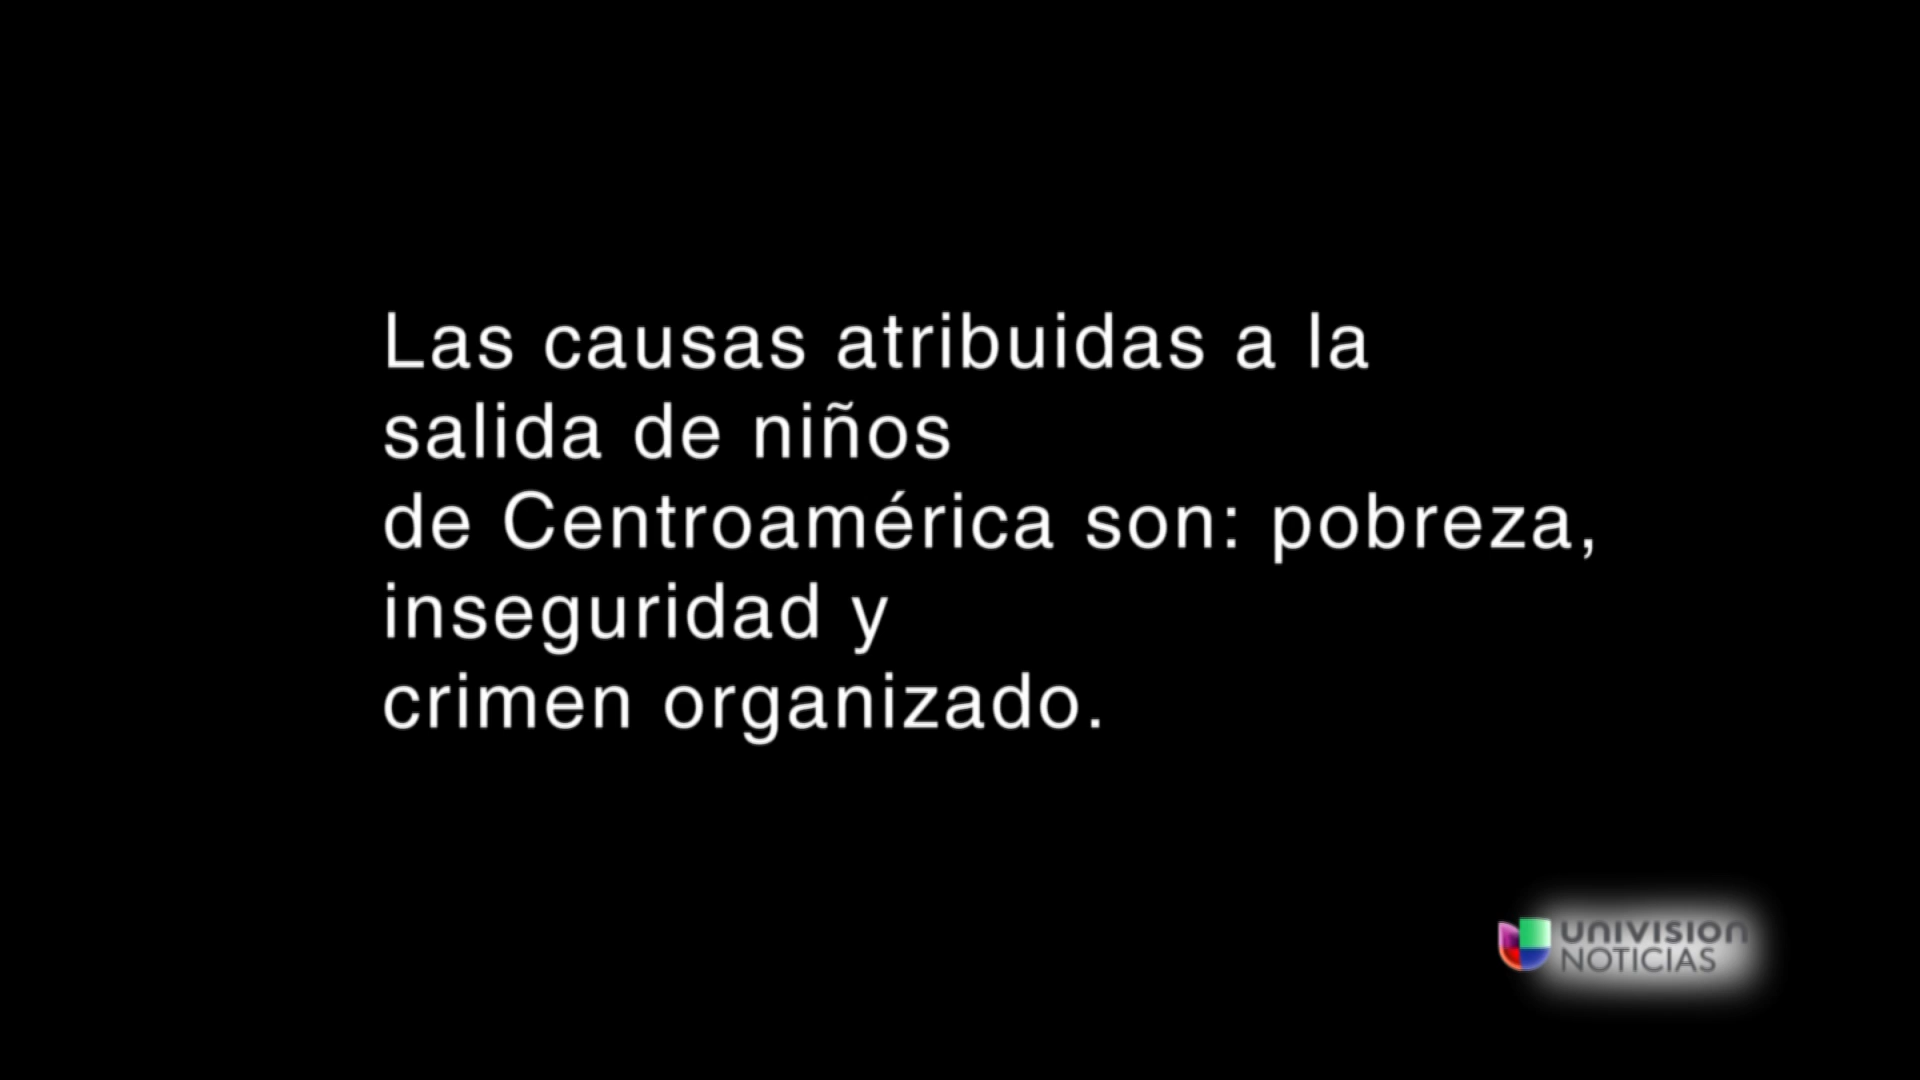 Las causas atribuidas a la
salida de niños
de Centroamérica son: pobreza,
inseguridad y
crimen organizado.
UNIVISION
NOTICIAS